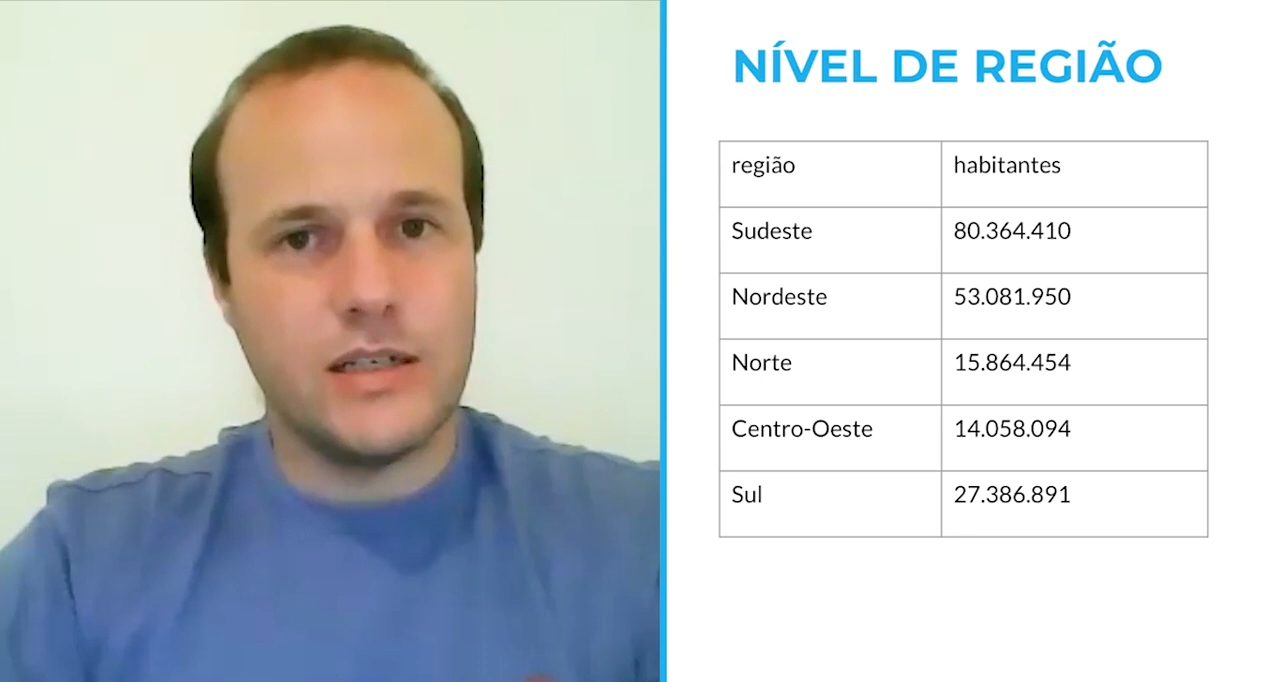 NÍVEL DE REGIÃO
região habitantes
Sudeste 80.364.410
Nordeste 53.081.950
Norte 15.864.454
Centro-Oeste 14.058.094
Sul 27.386.891